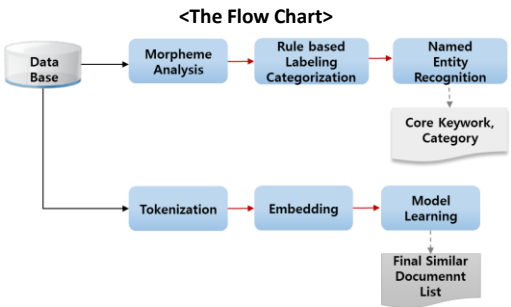 <The Flow Chart>
Data
Base
Morpheme
Analysis
Rule based
Labeling
Categorization
Named
Entity
Recognition
Core Keywork,
Category
Tokenization
Embedding
Model
Learning
Final Similar
Documennt
List